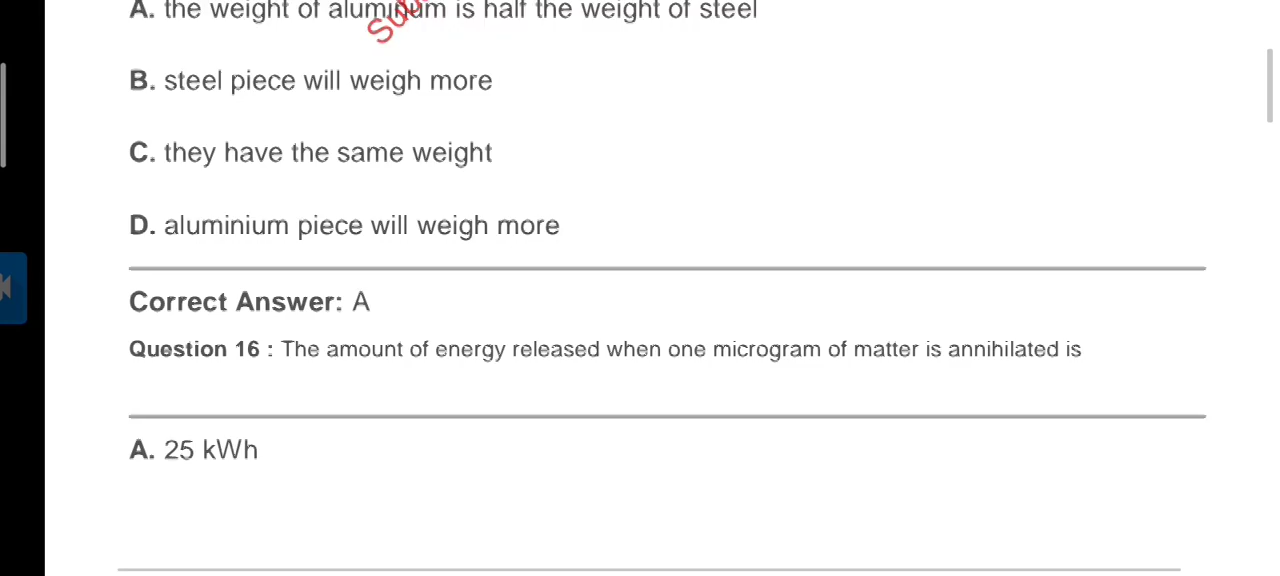 A. the weight of aluminum is half the weight of steel
B. steel piece will weigh more
C. they have the same weight
D. aluminium piece will weigh more
Correct Answer: A
Question 16 : The amount of energy released when one microgram of matter is annihilated is
A. 25 kWh